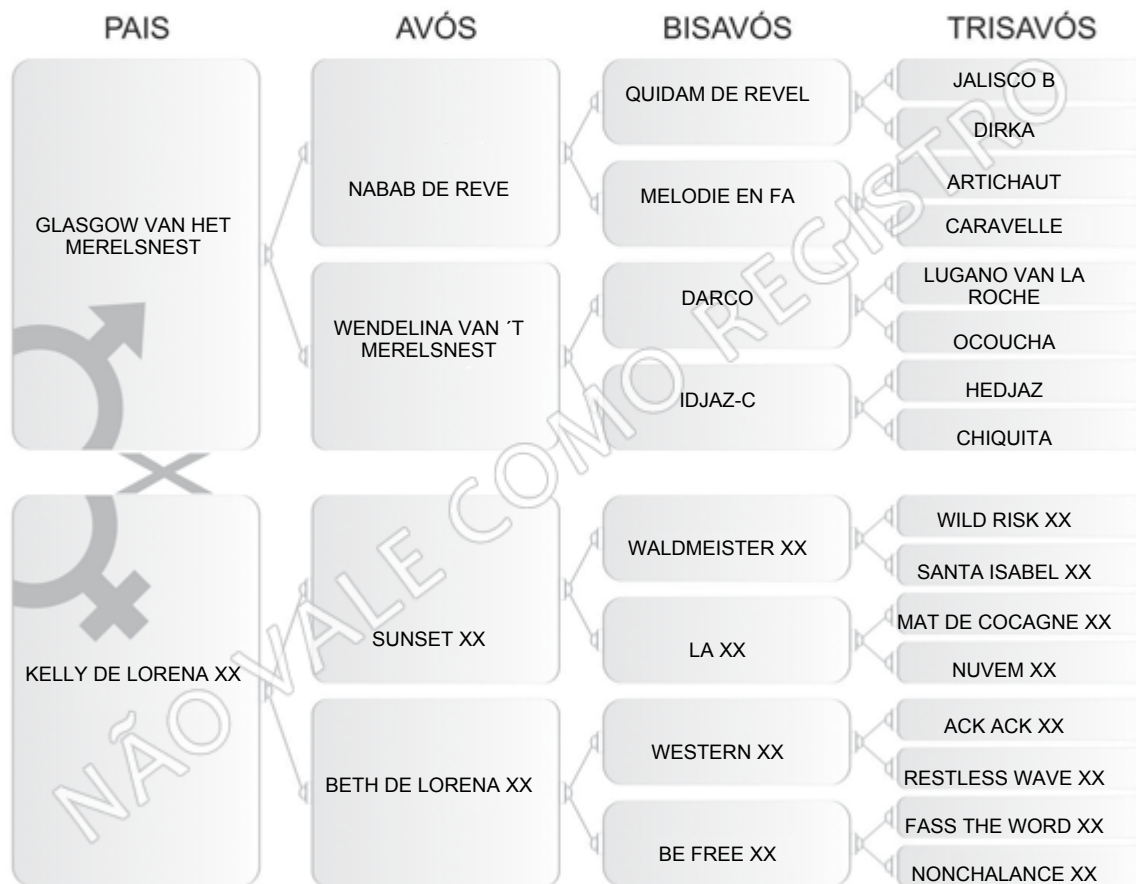 PAIS
AVÓS
BISAVÓS
TRISAVÓS
GLASGOW VAN HET
MERELSNEST
NABAB DE REVE
WENDELINA VAN ´T
MERELSNEST
QUIDAM DE REVEL
MELODIE EN FA
DARCO
IDJAZ-C
JALISCO B
DIRKA
ARTICHAUT
CARAVELLE
LUGANO VAN LA
ROCHE
OCOUCHA
HEDJAZ
CHIQUITA
KELLY DE LORENA XX
SUNSET XX
BETH DE LORENA XX
WALDMEISTER XX
LA XX
WESTERN XX
BE FREE XX
WILD RISK XX
SANTA ISABEL XX
MAT DE COCAGNE XX
NUVEM XX
ACK ACK XX
RESTLESS WAVE XX
FASS THE WORD XX
NONCHALANCE XX
NÃO VALE COMO REGISTRO